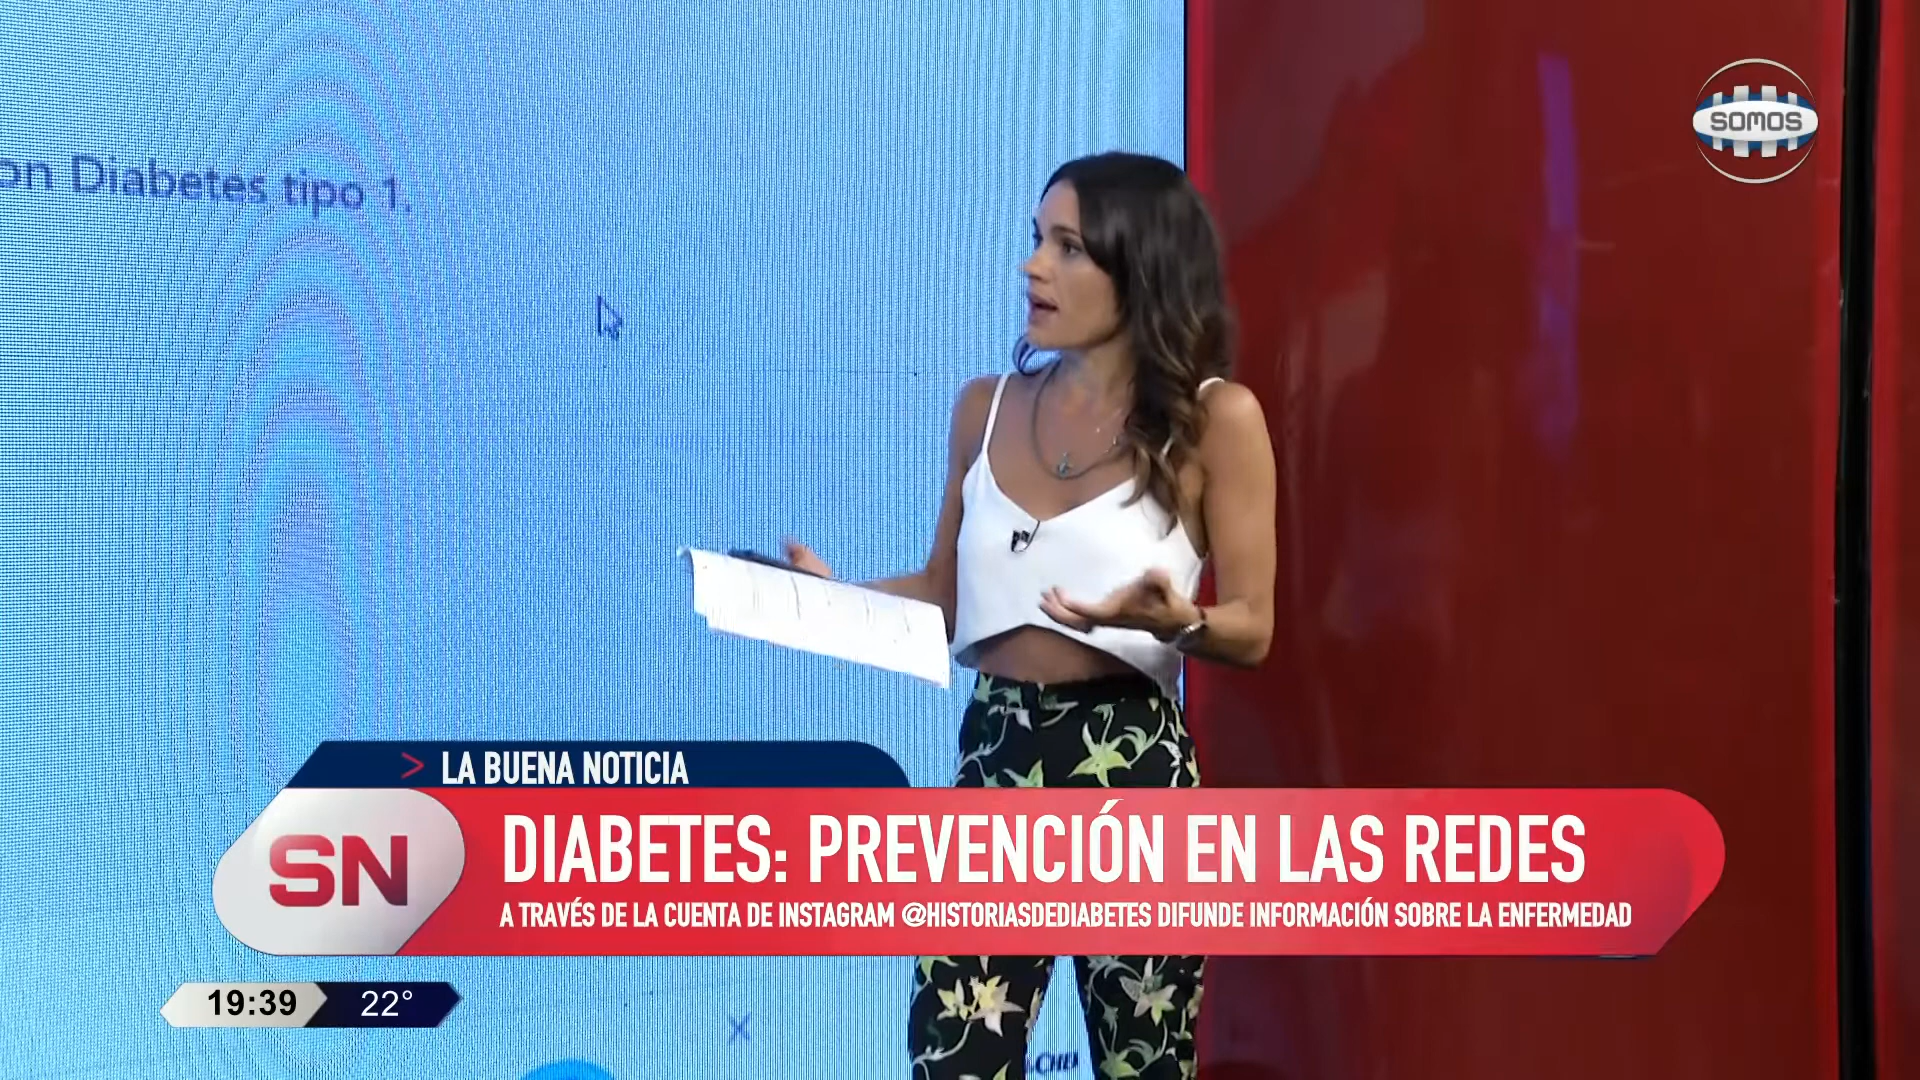 SOMOS
on Diabetes tipo 1.
> LA BUENA NOTICIA
SN
DIABETES: PREVENCIÓN EN LAS REDES
A TRAVÉS DE LA CUENTA DE INSTAGRAM @HISTORIASDEDIABETES DIFUNDE INFORMACIÓN SOBRE LA ENFERMEDAD
19:39 22°